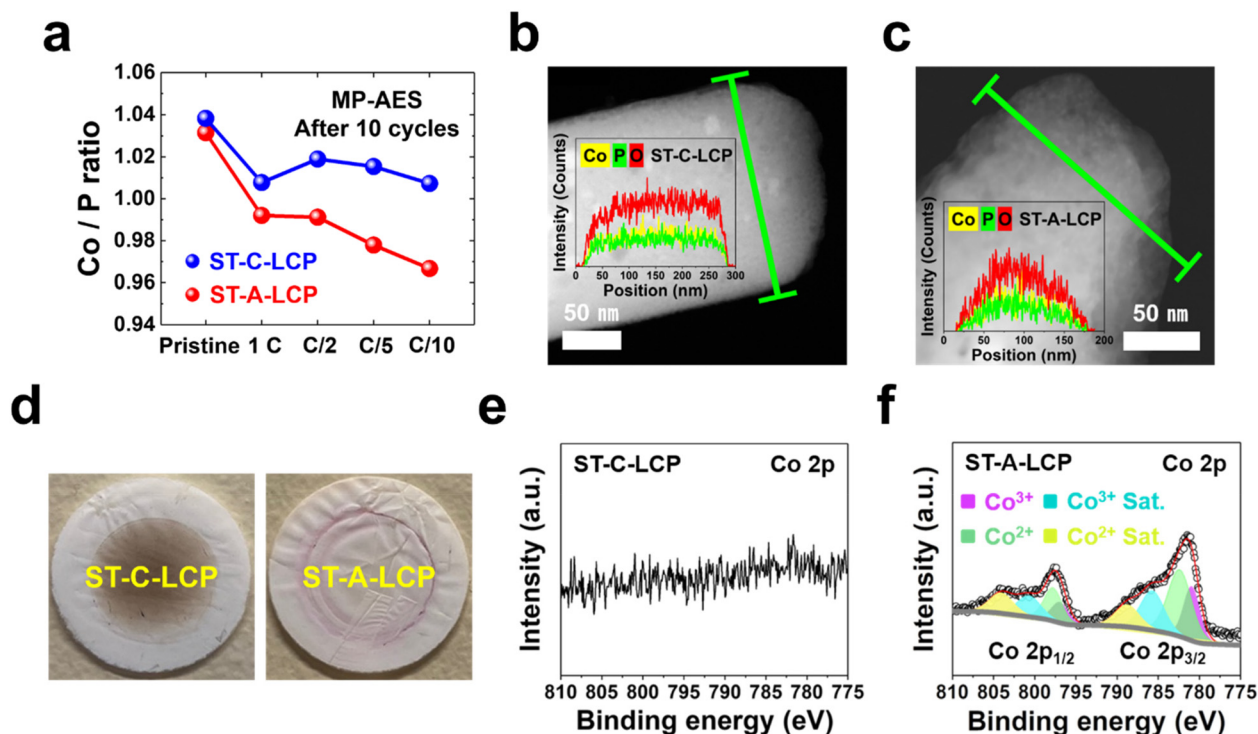 a
1.06
1.04
1.02
1.00
0.98
0.96
0.94
Co / P ratio
MP-AES
After 10 cycles
ST-C-LCP
ST-A-LCP
Pristine 1 C C/2 C/5 C/10
b
Co P O ST-C-LCP
Intensity (Counts)
0 50 100 150 200 250 300
Position (nm)
50 nm
c
Co P O ST-A-LCP
Intensity (Counts)
0 50 100 150 200
Position (nm)
50 nm
d
ST-C-LCP
ST-A-LCP
e
ST-C-LCP Co 2p
Intensity (a.u.)
810 805 800 795 790 785 780 775
Binding energy (eV)
f
ST-A-LCP Co 2p
Co³⁺ Co³⁺ Sat.
Co²⁺ Co²⁺ Sat.
Intensity (a.u.)
Co 2p₁/₂ Co 2p₃/₂
810 805 800 795 790 785 780 775
Binding energy (eV)